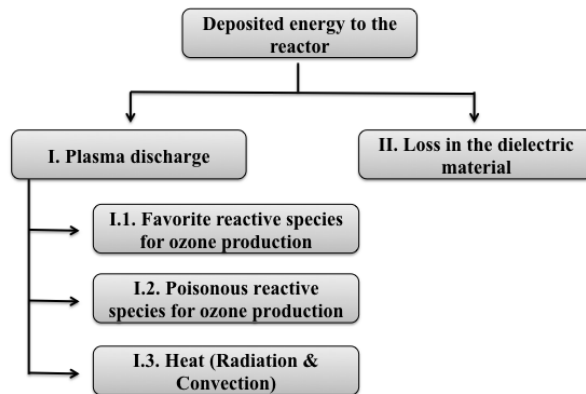 Deposited energy to the
reactor
I. Plasma discharge
II. Loss in the dielectric
material
I.1. Favorite reactive species
for ozone production
I.2. Poisonous reactive
species for ozone production
I.3. Heat (Radiation &
Convection)